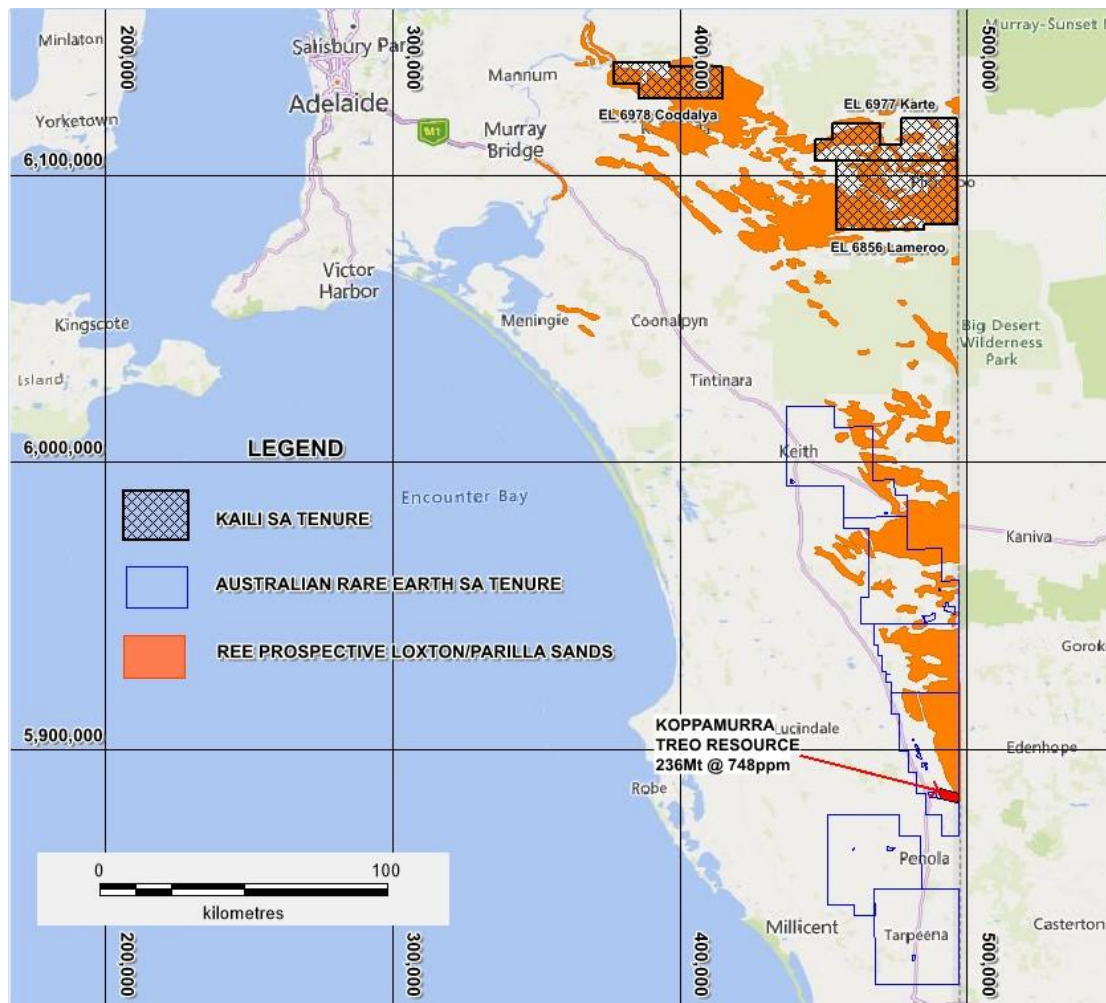 200,000
300,000
400,000
500,000
Murray-Sunset
Minlaton
Salisbury Par
Mannum
Adelaide
M1
EL 6978 Coodalya
EL 6977 Karte
Yorketown
Murray
Bridge
6,100,000
EL 6856 Lameroo
Victor
Harbor
Kingscote
Meningie
Coonalpyn
Big Desert
Wilderness
Park
Island
Tintinara
6,000,000
LEGEND
Keith
Encounter Bay
KAILI SA TENURE
Kaniva
AUSTRALIAN RARE EARTH SA TENURE
REE PROSPECTIVE LOXTON/PARILLA SANDS
Goroke
KOPPAMURRA
TREO RESOURCE
236Mt @ 748ppm
Lucindale
5,900,000
Edenhope
Robe
0
100
kilometres
Penola
Millicent
Tarpeena
Casterton
200,000
300,000
400,000
500,000